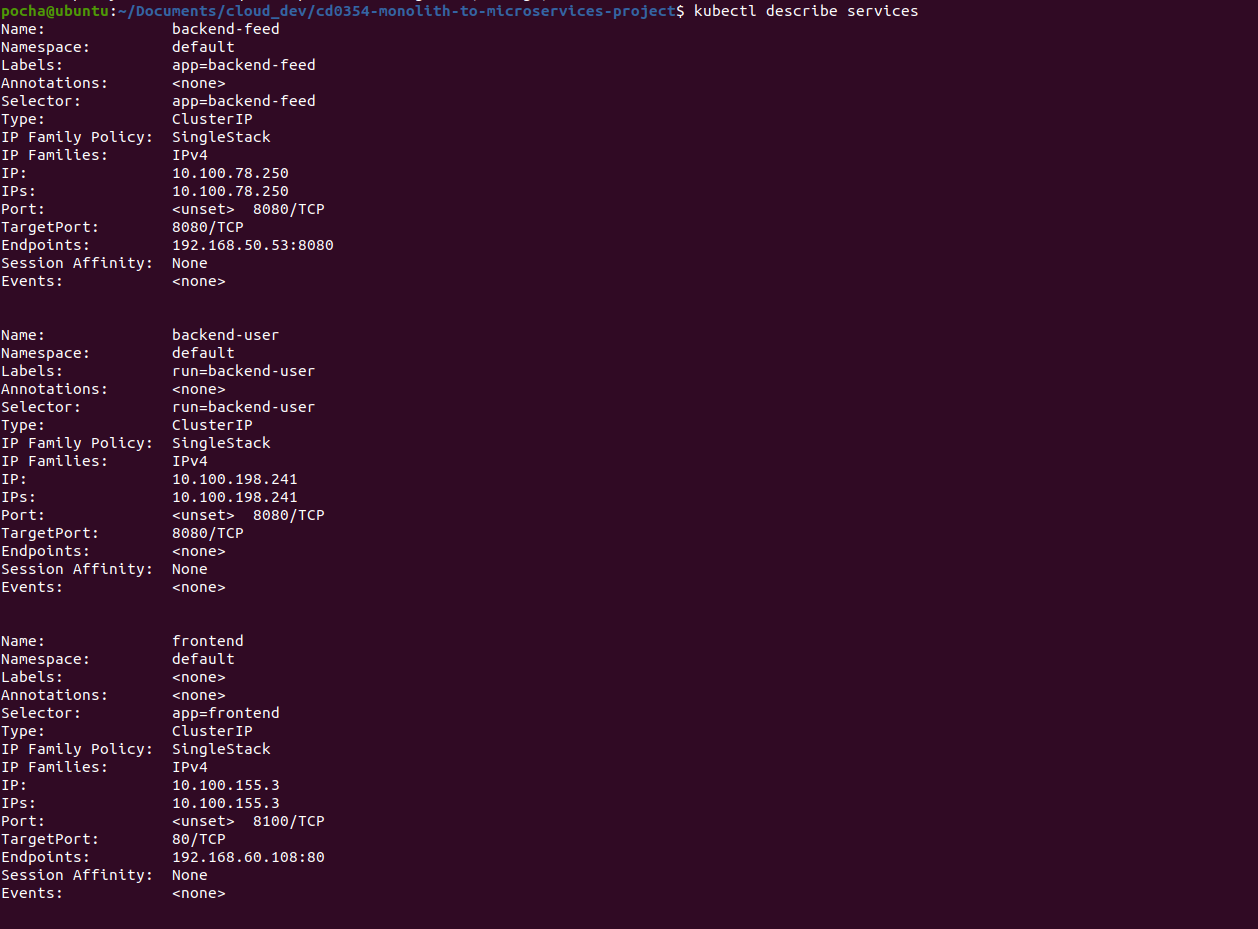 pocha@ubuntu:~/Documents/cloud_dev/cd0354-monolith-to-microservices-project$ kubectl describe services
Name:              backend-feed
Namespace:         default
Labels:            app=backend-feed
Annotations:       <none>
Selector:          app=backend-feed
Type:              ClusterIP
IP Family Policy:  SingleStack
IP Families:       IPv4
IP:                10.100.78.250
IPs:               10.100.78.250
Port:              <unset>  8080/TCP
TargetPort:        8080/TCP
Endpoints:         192.168.50.53:8080
Session Affinity:  None
Events:            <none>

Name:              backend-user
Namespace:         default
Labels:            run=backend-user
Annotations:       <none>
Selector:          run=backend-user
Type:              ClusterIP
IP Family Policy:  SingleStack
IP Families:       IPv4
IP:                10.100.198.241
IPs:               10.100.198.241
Port:              <unset>  8080/TCP
TargetPort:        8080/TCP
Endpoints:         <none>
Session Affinity:  None
Events:            <none>

Name:              frontend
Namespace:         default
Labels:            <none>
Annotations:       <none>
Selector:          app=frontend
Type:              ClusterIP
IP Family Policy:  SingleStack
IP Families:       IPv4
IP:                10.100.155.3
IPs:               10.100.155.3
Port:              <unset>  8100/TCP
TargetPort:        80/TCP
Endpoints:         192.168.60.108:80
Session Affinity:  None
Events:            <none>